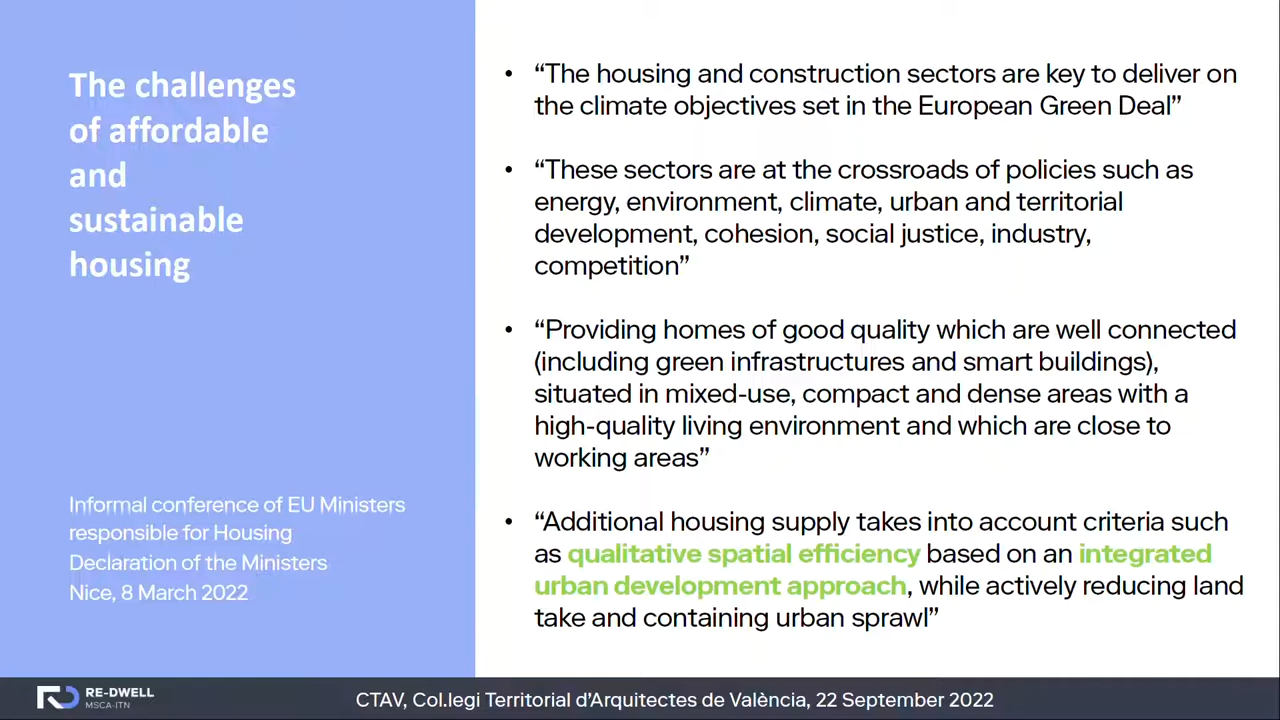 The challenges
of affordable
and
sustainable
housing
Informal conference of EU Ministers
responsible for Housing
Declaration of the Ministers
Nice, 8 March 2022
• “The housing and construction sectors are key to deliver on
the climate objectives set in the European Green Deal”
• “These sectors are at the crossroads of policies such as
energy, environment, climate, urban and territorial
development, cohesion, social justice, industry,
competition”
• “Providing homes of good quality which are well connected
(including green infrastructures and smart buildings),
situated in mixed-use, compact and dense areas with a
high-quality living environment and which are close to
working areas”
• “Additional housing supply takes into account criteria such
as qualitative spatial efficiency based on an integrated
urban development approach, while actively reducing land
take and containing urban sprawl”
RE-DWELL
MSCA-ITN
CTAV, Col.legi Territorial d’Arquitectes de València, 22 September 2022